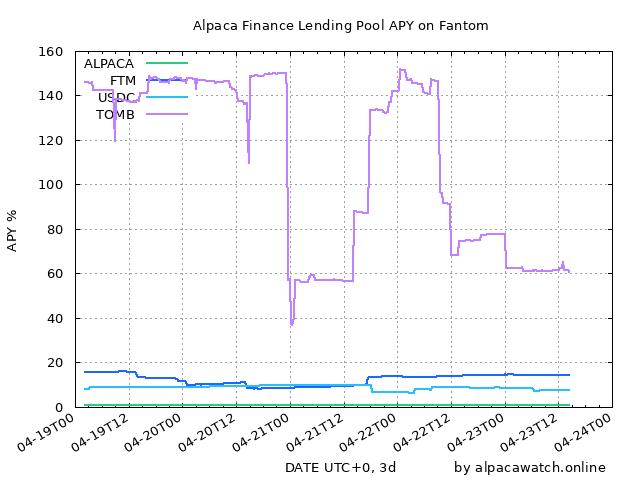 Alpaca Finance Lending Pool APY on Fantom
APY %
160
140
120
100
80
60
40
20
0
ALPACA
FTM
USDC
TOMB
04-19T00
04-19T12
04-20T00
04-20T12
04-21T00
04-21T12
04-22T00
04-22T12
04-23T00
04-23T12
04-24T00
DATE UTC+0, 3d
by alpacawatch.online